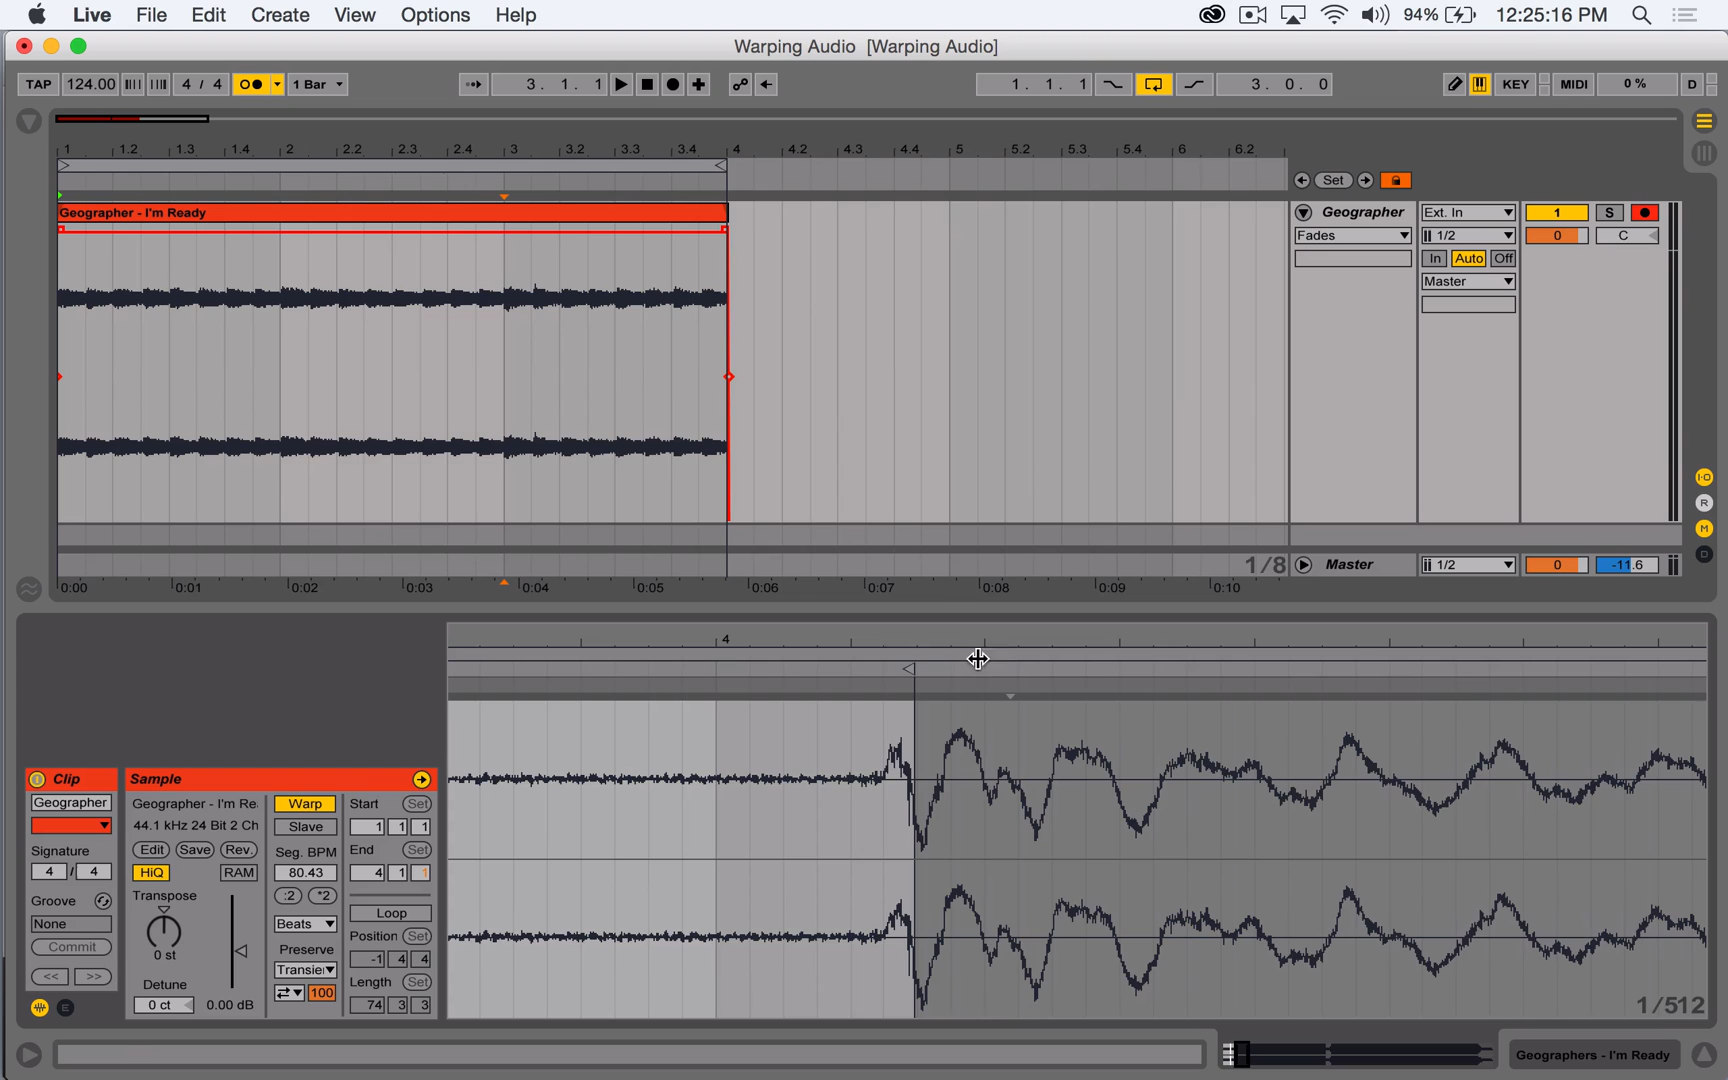 Live File Edit Create View Options Help 94% 12:25:16 PM
Warping Audio [Warping Audio]
TAP 124.00 4 / 4 1 Bar 3. 1. 1 1. 1. 1 3. 0. 0 KEY MIDI 0 % D
1 1.2 1.3 1.4 2 2.2 2.3 2.4 3 3.2 3.3 3.4 4 4.2 4.3 4.4 5 5.2 5.3 5.4 6 6.2
Set
Geographer - I'm Ready
Geographer Ext. In 1 S
Fades 1/2 0 C
In Auto Off
Master
1/8 Master 1/2 0 -11.6
0:00 0:01 0:02 0:03 0:04 0:05 0:06 0:07 0:08 0:09 0:10
I·O
R
M
D
4
Clip Sample
Geographer Geographer - I'm Re Warp Start Set
44.1 kHz 24 Bit 2 Ch Slave 1 1 1
Signature Edit Save Rev. Seg. BPM End Set
4 / 4 HiQ RAM 80.43 4 1 1
Transpose :2 *2
Groove Loop
None Beats
Commit 0 st Preserve Position Set
Transie -1 4 4
<< >> Detune Length Set
0 ct 0.00 dB 100 74 3 3
E
1/512
Geographers - I'm Ready